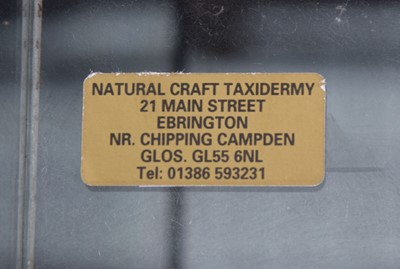 NATURAL CRAFT TAXIDERMY
21 MAIN STREET
EBRINGTON
NR. CHIPPING CAMPDEN
GLOS. GL55 6NL
Tel: 01386 593231